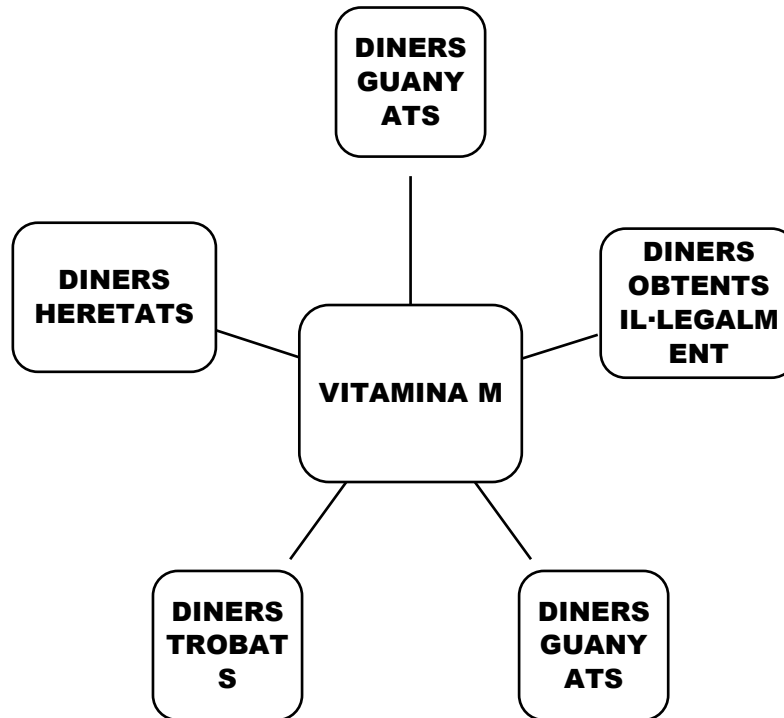 DINERS
GUANY
ATS
DINERS
HERETATS
DINERS
OBTENTS
IL·LEGALM
ENT
VITAMINA M
DINERS
TROBAT
S
DINERS
GUANY
ATS